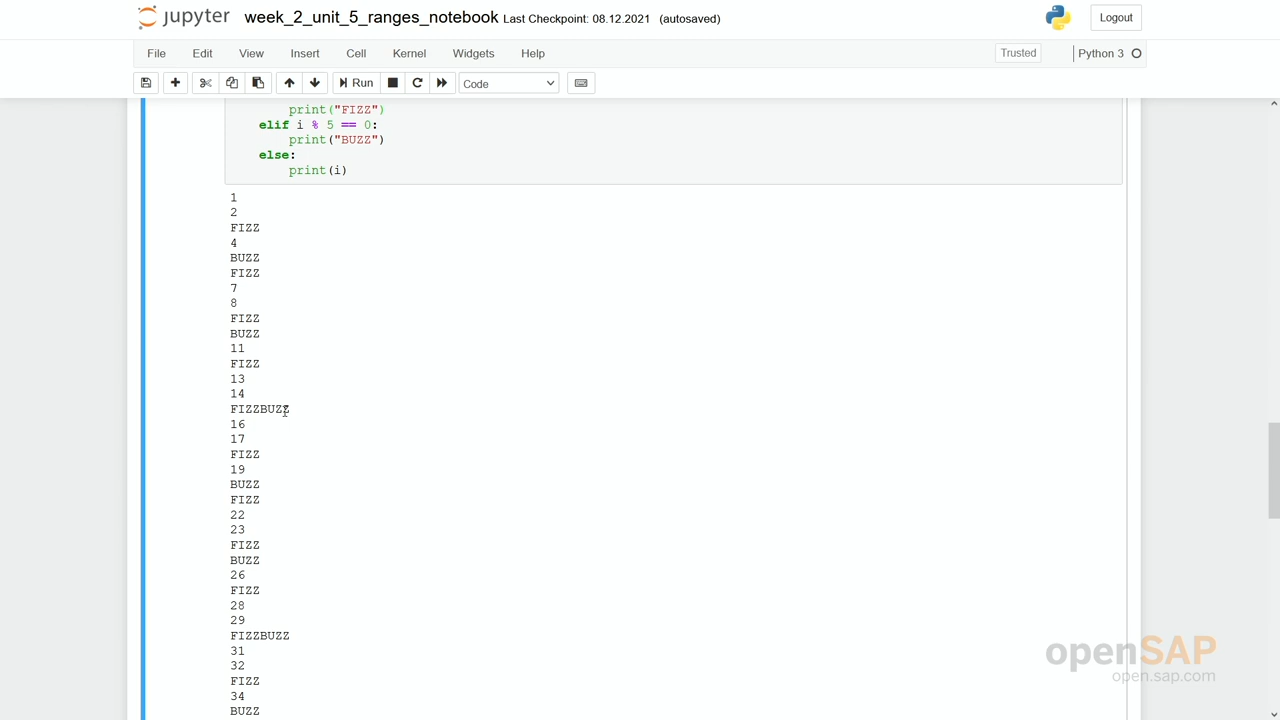 jupyter week_2_unit_5_ranges_notebook Last Checkpoint: 08.12.2021 (autosaved) Logout
File Edit View Insert Cell Kernel Widgets Help Trusted Python 3
Run Code
print("FIZZ")
elif i % 5 == 0:
print("BUZZ")
else:
print(i)
1
2
FIZZ
4
BUZZ
FIZZ
7
8
FIZZ
BUZZ
11
FIZZ
13
14
FIZZBUZZ
16
17
FIZZ
19
BUZZ
FIZZ
22
23
FIZZ
BUZZ
26
FIZZ
28
29
FIZZBUZZ
31
32
FIZZ
34
BUZZ
openSAP
open.sap.com